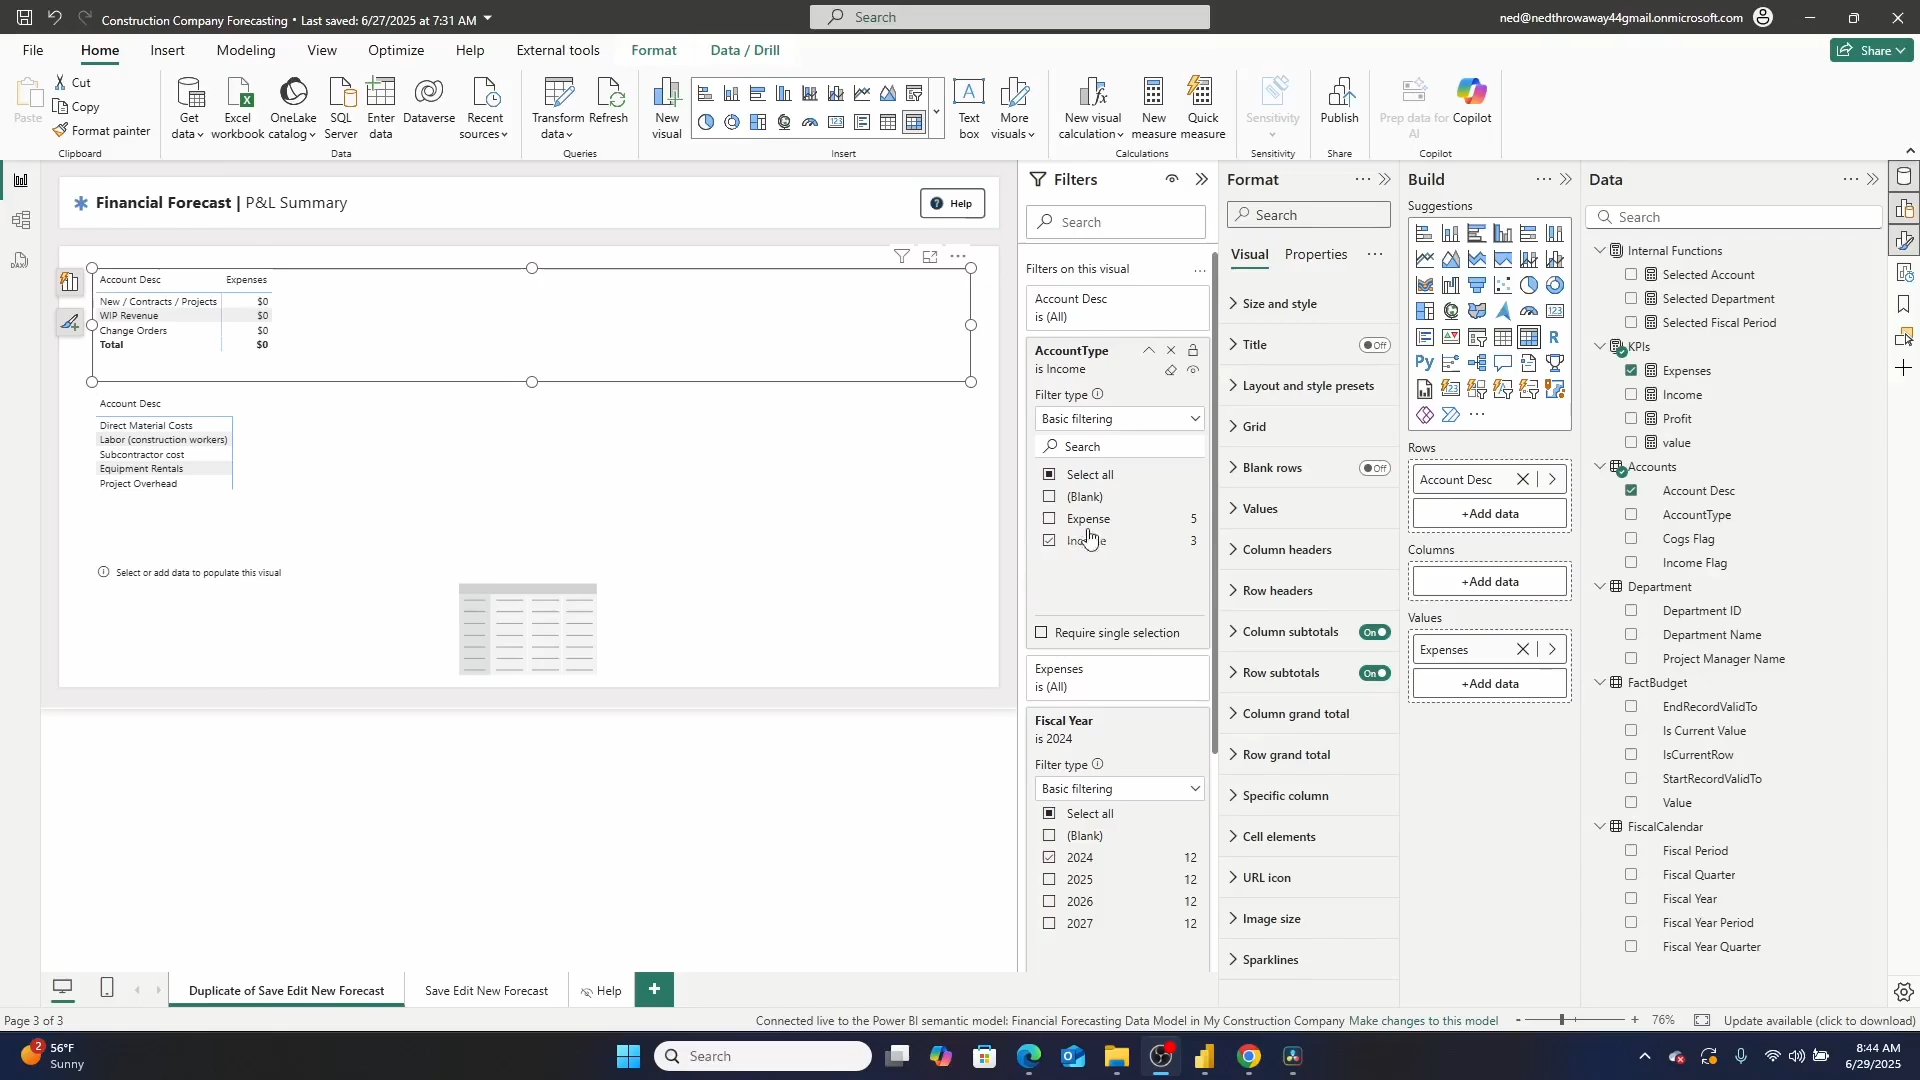 Construction Company Forecasting • Last saved: 6/27/2025 at 7:31 AM
Search
ned@nedthrowaway44gmail.onmicrosoft.com
File Home Insert Modeling View Optimize Help External tools Format Data / Drill
Share
Paste
Cut
Copy
Format painter
Clipboard
Get data
Excel workbook
OneLake catalog
SQL Server
Enter data
Dataverse
Recent sources
Data
Transform data
Refresh
Queries
New visual
Insert
Text box
More visuals
New visual calculation
New measure
Quick measure
Calculations
Sensitivity
Sensitivity
Publish
Share
Prep data for AI
Copilot
Copilot
Financial Forecast | P&L Summary
Help
Account Desc Expenses
New / Contracts / Projects $0
WIP Revenue $0
Change Orders $0
Total $0
Account Desc
Direct Material Costs
Labor (construction workers)
Subcontractor cost
Equipment Rentals
Project Overhead
Select or add data to populate this visual
Filters
Search
Filters on this visual
Account Desc
is (All)
AccountType
is Income
Filter type
Basic filtering
Search
Select all
(Blank)
Expense 5
3
Require single selection
Expenses
is (All)
Fiscal Year
is 2024
Filter type
Basic filtering
Select all
(Blank)
2024 12
2025 12
2026 12
2027 12
Format
Search
Visual Properties
Size and style
Title Off
Layout and style presets
Grid
Blank rows Off
Values
Column headers
Row headers
Column subtotals On
Row subtotals On
Column grand total
Row grand total
Specific column
Cell elements
URL icon
Image size
Sparklines
Build
Suggestions
R
Py
123
Rows
Account Desc
+Add data
Columns
+Add data
Values
Expenses
+Add data
Data
Search
Internal Functions
Selected Account
Selected Department
Selected Fiscal Period
KPIs
Expenses
Income
Profit
value
Accounts
Account Desc
AccountType
Cogs Flag
Income Flag
Department
Department ID
Department Name
Project Manager Name
FactBudget
EndRecordValidTo
Is Current Value
IsCurrentRow
StartRecordValidTo
Value
FiscalCalendar
Fiscal Period
Fiscal Quarter
Fiscal Year
Fiscal Year Period
Fiscal Year Quarter
Duplicate of Save Edit New Forecast
Save Edit New Forecast
Help
Page 3 of 3
Connected live to the Power BI semantic model: Financial Forecasting Data Model in My Construction Company Make changes to this model
76%
Update available (click to download)
2
56°F
Sunny
Search
8:44 AM
6/29/2025